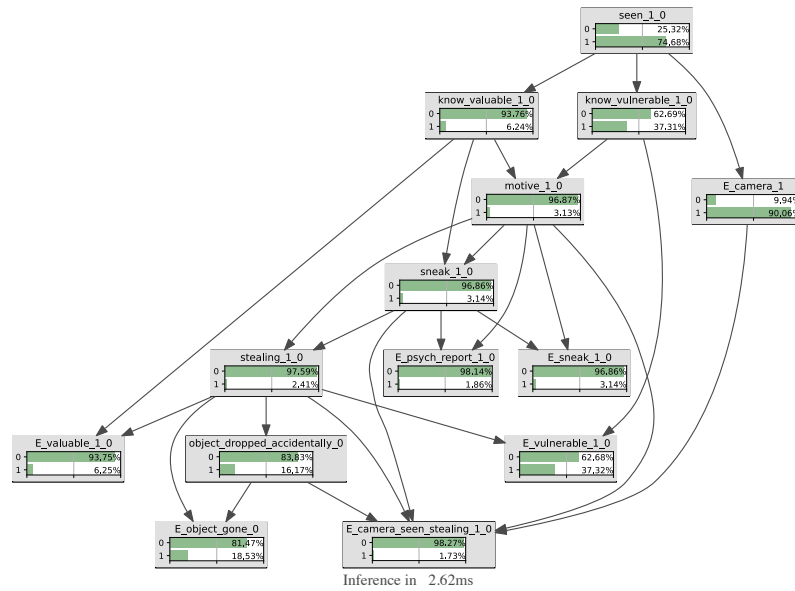 seen_1_0
0 25,32%
1 74,68%
know_valuable_1_0
0 93,76%
1 6,24%
know_vulnerable_1_0
0 62,69%
1 37,31%
motive_1_0
0 96,87%
1 3,13%
E_camera_1
0 9,94%
1 90,06%
sneak_1_0
0 96,86%
1 3,14%
stealing_1_0
0 97,59%
1 2,41%
E_psych_report_1_0
0 98,14%
1 1,86%
E_sneak_1_0
0 96,86%
1 3,14%
E_valuable_1_0
0 93,75%
1 6,25%
object_dropped_accidentally_0
0 83,83%
1 16,17%
E_vulnerable_1_0
0 62,68%
1 37,32%
E_object_gone_0
0 81,47%
1 18,53%
E_camera_seen_stealing_1_0
0 98,27%
1 1,73%
Inference in 2.62ms